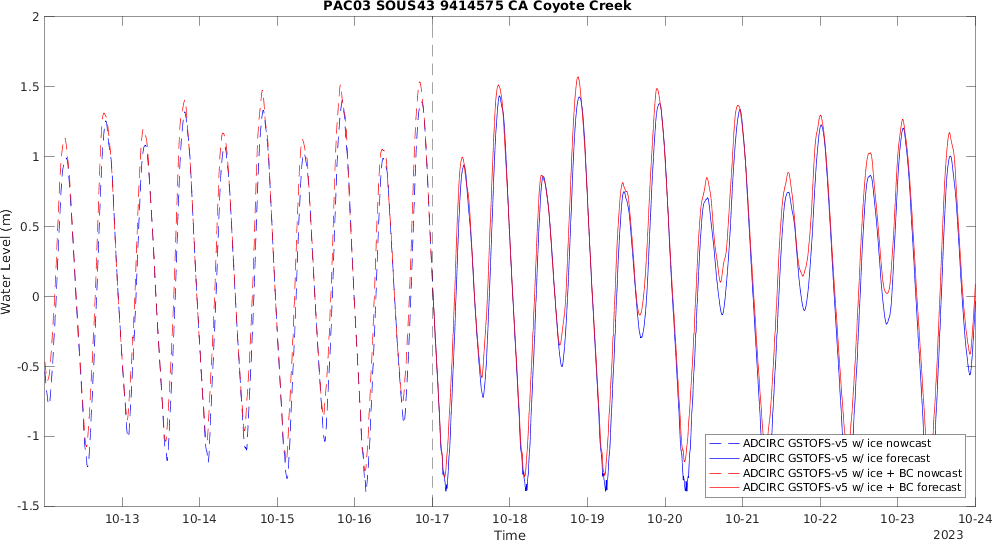 PAC03 SOUS43 9414575 CA Coyote Creek
2
1.5
1
0.5
0
-0.5
-1
-1.5
Water Level (m)
ADCIRC GSTOFS-v5 w/ ice nowcast
ADCIRC GSTOFS-v5 w/ ice forecast
ADCIRC GSTOFS-v5 w/ ice + BC nowcast
ADCIRC GSTOFS-v5 w/ ice + BC forecast
10-13 10-14 10-15 10-16 10-17 10-18 10-19 10-20 10-21 10-22 10-23 10-24
Time
2023